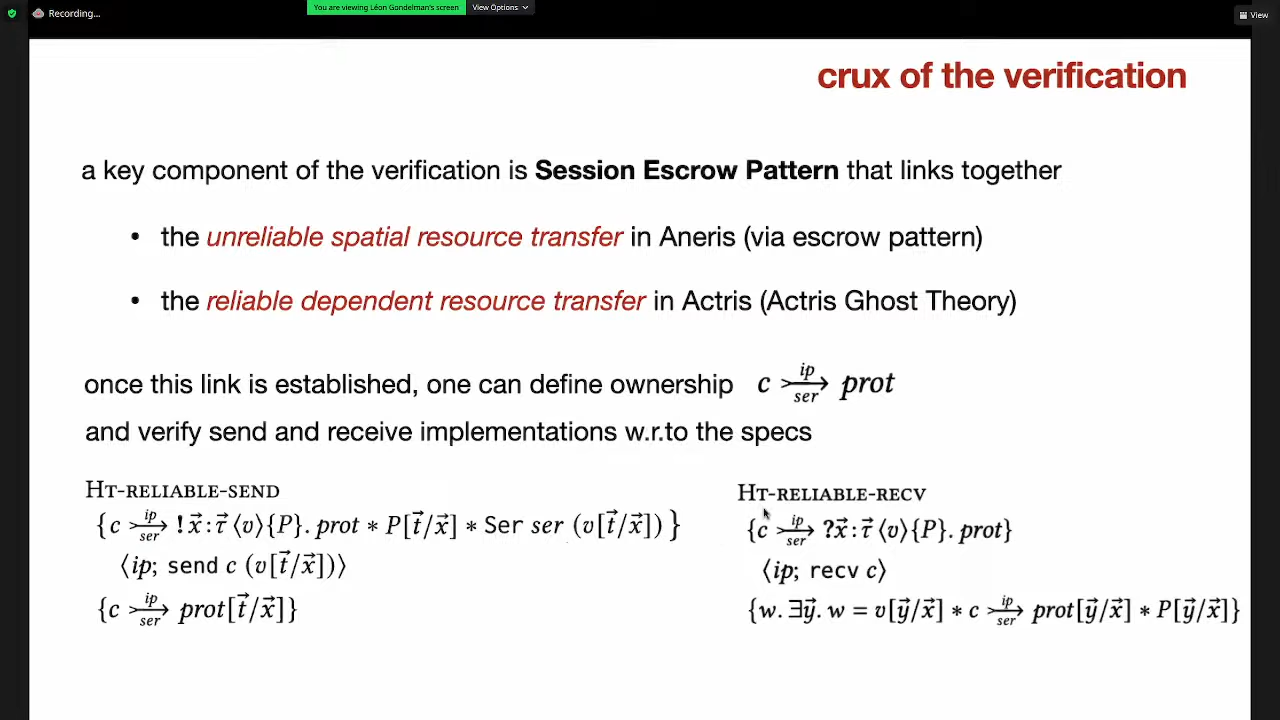 Recording...
You are viewing Léon Gondelman's screen
View Options
View
crux of the verification
a key component of the verification is Session Escrow Pattern that links together
• the unreliable spatial resource transfer in Aneris (via escrow pattern)
• the reliable dependent resource transfer in Actris (Actris Ghost Theory)
once this link is established, one can define ownership c ↣^{ip}_{ser} prot
and verify send and receive implementations w.r.to the specs
HT-RELIABLE-SEND
{c ↣^{ip}_{ser} !x⃗:τ⃗⟨v⟩{P}. prot ∗ P[t⃗/x⃗] ∗ Ser ser (v[t⃗/x⃗])}
⟨ip; send c (v[t⃗/x⃗])⟩
{c ↣^{ip}_{ser} prot[t⃗/x⃗]}
HT-RELIABLE-RECV
{c ↣^{ip}_{ser} ?x⃗:τ⃗⟨v⟩{P}. prot}
⟨ip; recv c⟩
{w. ∃y⃗. w = v[y⃗/x⃗] ∗ c ↣^{ip}_{ser} prot[y⃗/x⃗] ∗ P[y⃗/x⃗]}